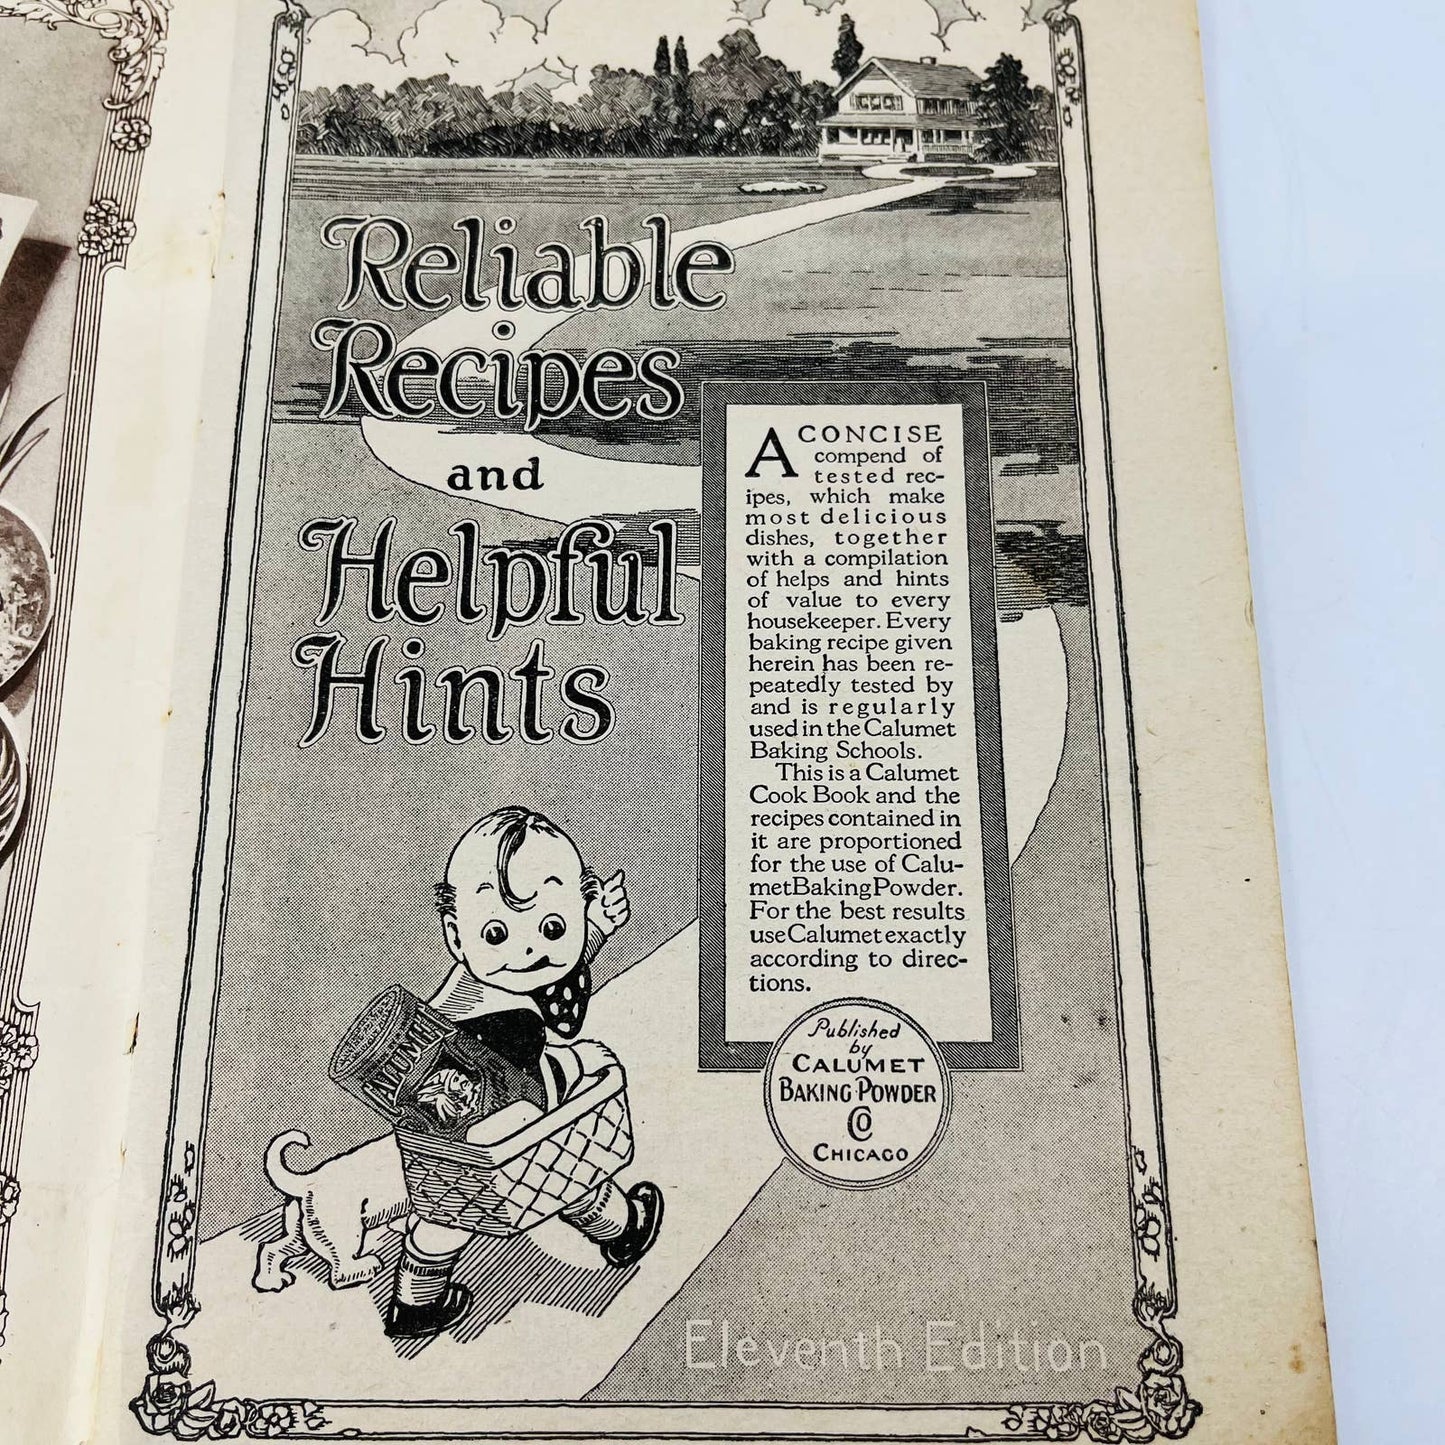 Reliable
Recipes
and
Helpful
Hints
A CONCISE
compend of
tested rec-
ipes, which make
most delicious
dishes, together
with a compilation
of helps and hints
of value to every
housekeeper. Every
baking recipe given
herein has been re-
peatedly tested by
and is regularly
used in the Calumet
Baking Schools.
This is a Calumet
Cook Book and the
recipes contained in
it are proportioned
for the use of Calu-
met Baking Powder.
For the best results
use Calumet exactly
according to direc-
tions.
Published
by
CALUMET
BAKING POWDER
CO
CHICAGO
CALUMET
Eleventh Edition